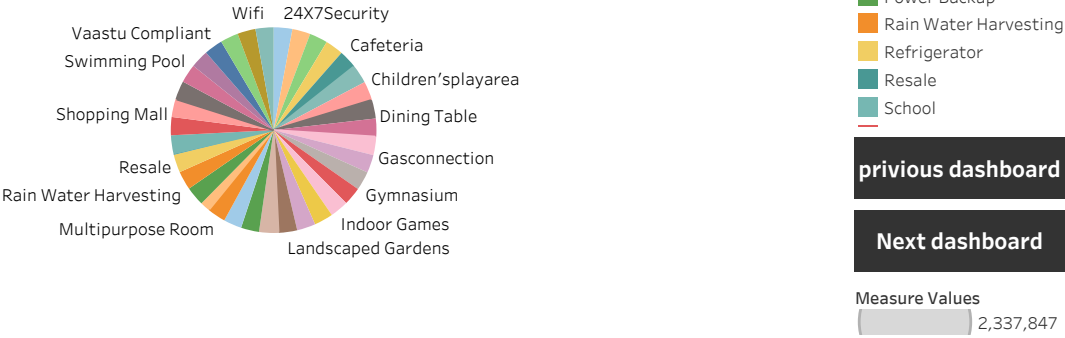 Wifi
24X7Security
Vaastu Compliant
Cafeteria
Swimming Pool
Children'splayarea
Shopping Mall
Dining Table
Gasconnection
Resale
Rain Water Harvesting
Gymnasium
Indoor Games
Multipurpose Room
Landscaped Gardens
Power Backup
Rain Water Harvesting
Refrigerator
Resale
School
privious dashboard
Next dashboard
Measure Values
2,337,847